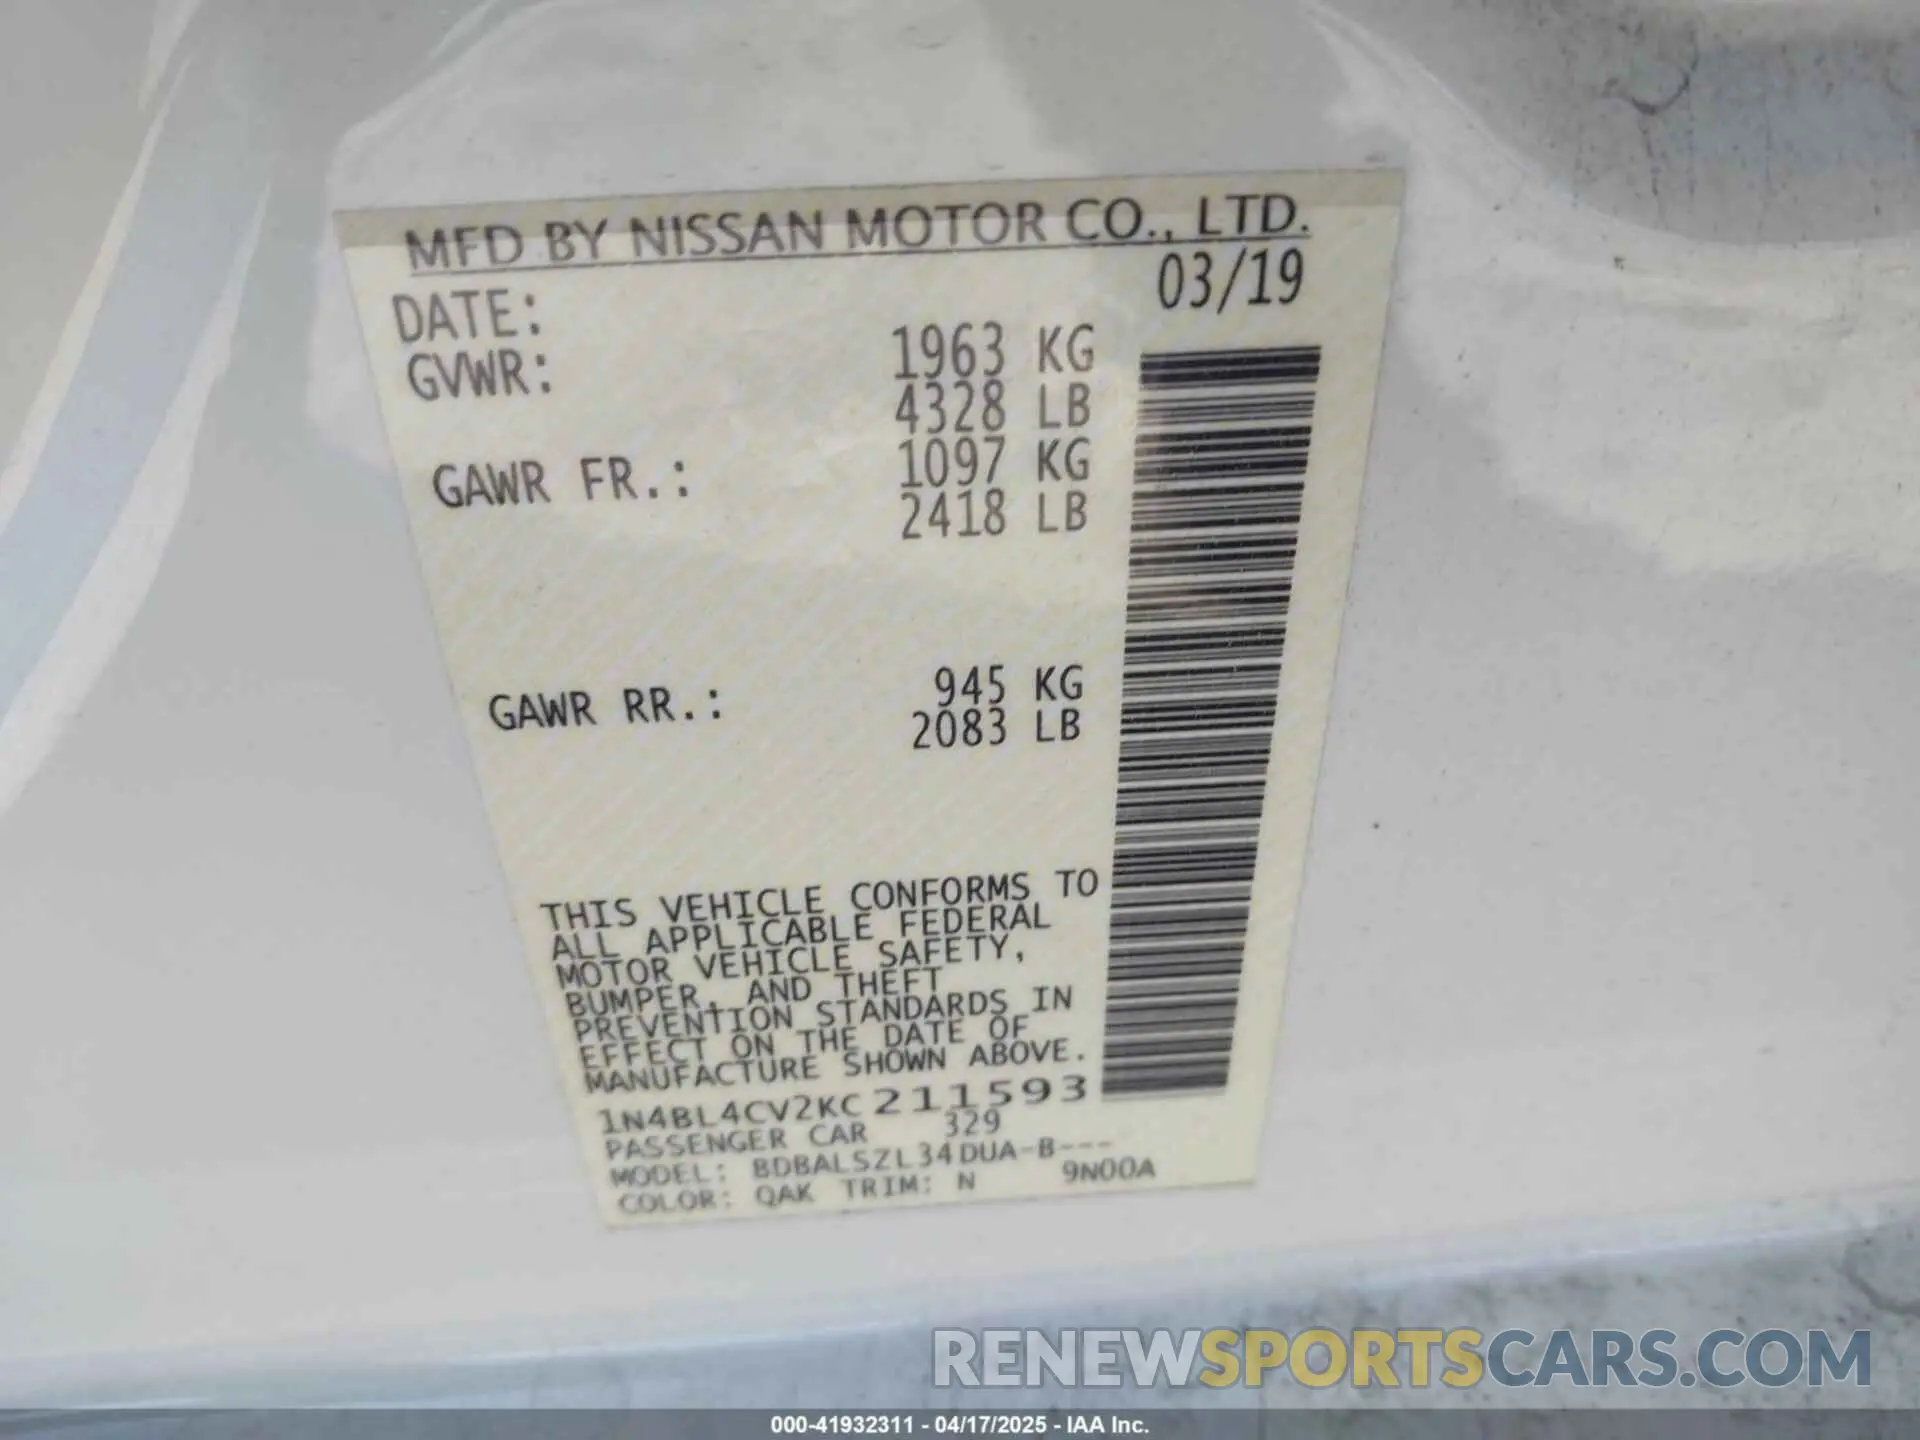 MFD BY NISSAN MOTOR CO., LTD.
DATE: 03/19
GVWR: 1963 KG
4328 LB
GAWR FR.: 1097 KG
2418 LB
GAWR RR.: 945 KG
2083 LB
THIS VEHICLE CONFORMS TO
ALL APPLICABLE FEDERAL
MOTOR VEHICLE SAFETY,
BUMPER, AND THEFT
PREVENTION STANDARDS IN
EFFECT ON THE DATE OF
MANUFACTURE SHOWN ABOVE.
1N4BL4CV2KC211593
PASSENGER CAR 329
MODEL: BDBALSZL34DUA-B---
COLOR: QAK TRIM: N 9N00A
RENEWSPORTSCARS.COM
000-41932311 - 04/17/2025 - IAA Inc.